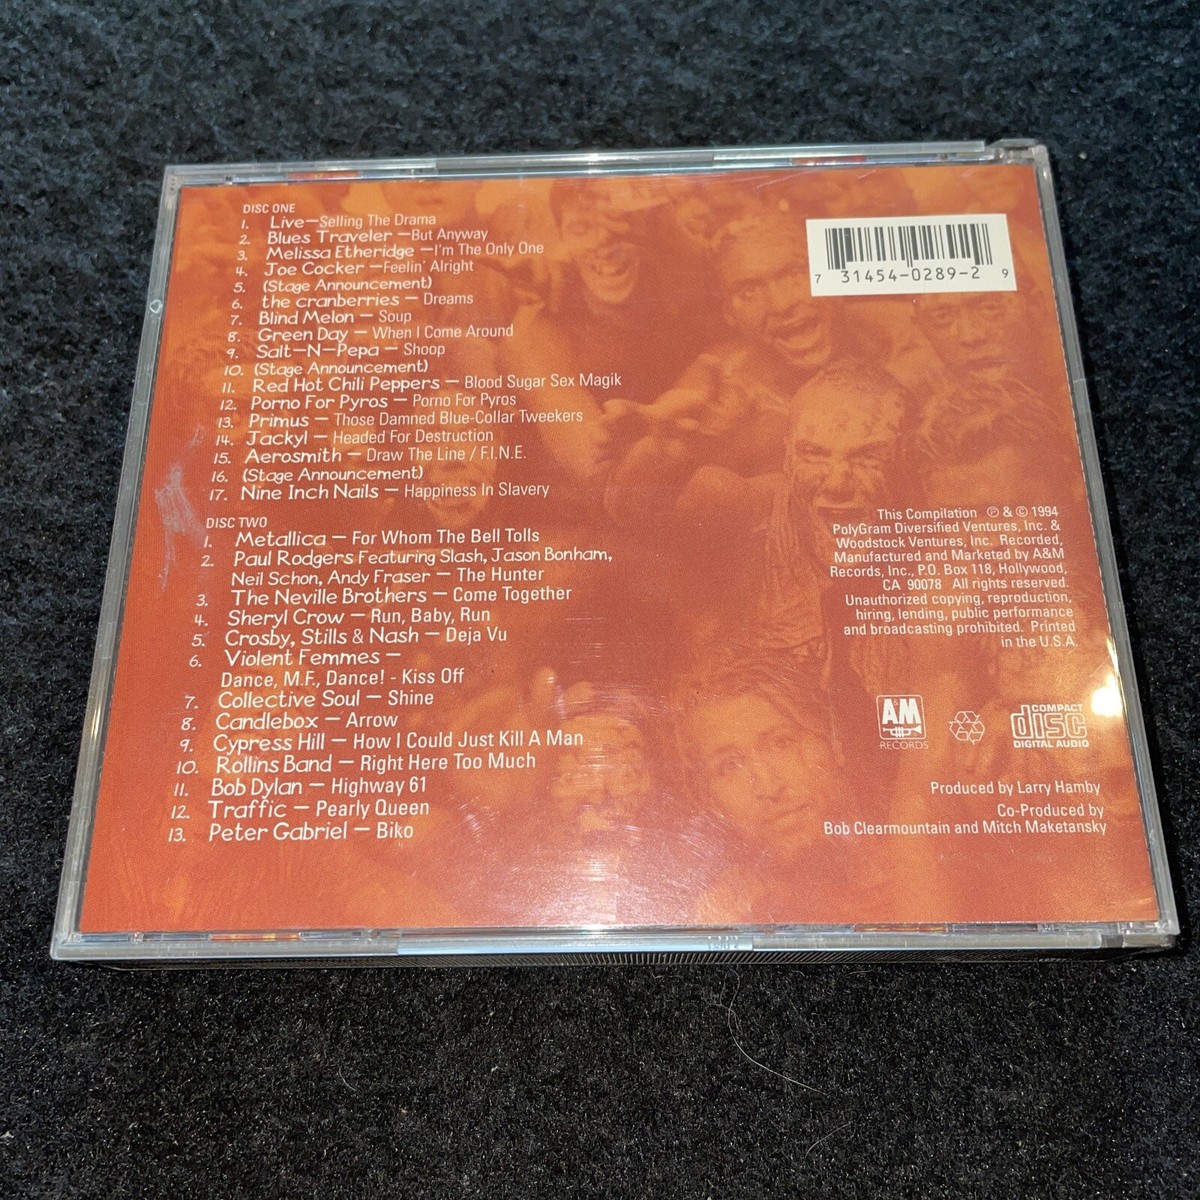 DISC ONE
1. Live—Selling The Drama
2. Blues Traveler—But Anyway
3. Melissa Etheridge—I'm The Only One
4. Joe Cocker—Feelin' Alright
5. (Stage Announcement)
6. the cranberries — Dreams
7. Blind Melon — Soup
8. Green Day — When I Come Around
9. Salt-N-Pepa — Shoop
10. (Stage Announcement)
11. Red Hot Chili Peppers — Blood Sugar Sex Magik
12. Porno For Pyros — Porno For Pyros
13. Primus — Those Damned Blue-Collar Tweekers
14. Jackyl — Headed For Destruction
15. Aerosmith — Draw The Line / F.I.N.E.
16. (Stage Announcement)
17. Nine Inch Nails — Happiness In Slavery
DISC TWO
1. Metallica — For Whom The Bell Tolls
2. Paul Rodgers Featuring Slash, Jason Bonham,
Neil Schon, Andy Fraser — The Hunter
3. The Neville Brothers — Come Together
4. Sheryl Crow — Run, Baby, Run
5. Crosby, Stills & Nash — Deja Vu
6. Violent Femmes —
Dance, M.F., Dance! - Kiss Off
7. Collective Soul — Shine
8. Candlebox — Arrow
9. Cypress Hill — How I Could Just Kill A Man
10. Rollins Band — Right Here Too Much
11. Bob Dylan — Highway 61
12. Traffic — Pearly Queen
13. Peter Gabriel — Biko
7 31454-0289-2 9
This Compilation ℗ & © 1994
PolyGram Diversified Ventures, Inc. &
Woodstock Ventures, Inc. Recorded,
Manufactured and Marketed by A&M
Records, Inc., P.O. Box 118, Hollywood,
CA 90078 All rights reserved.
Unauthorized copying, reproduction,
hiring, lending, public performance
and broadcasting prohibited. Printed
in the U.S.A.
A&M
RECORDS
COMPACT
disc
DIGITAL AUDIO
Produced by Larry Hamby
Co-Produced by
Bob Clearmountain and Mitch Maketansky